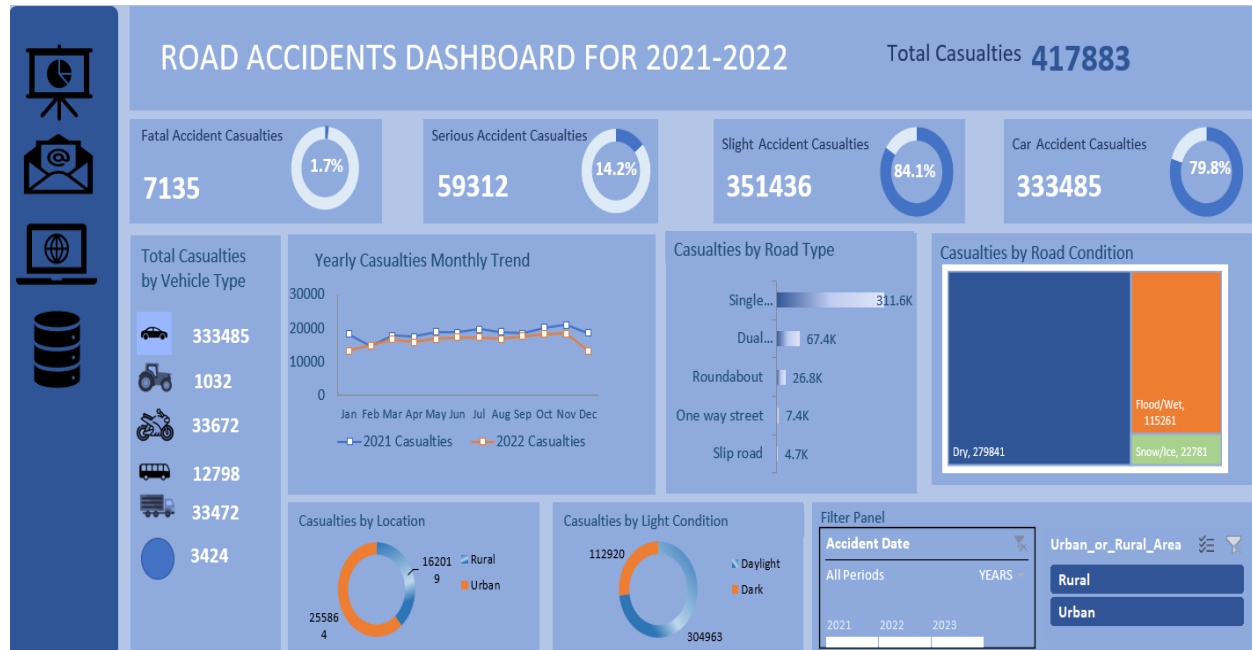 ROAD ACCIDENTS DASHBOARD FOR 2021-2022
Total Casualties 417883
Fatal Accident Casualties
7135
1.7%
Serious Accident Casualties
59312
14.2%
Slight Accident Casualties
351436
84.1%
Car Accident Casualties
333485
79.8%
@
Total Casualties
by Vehicle Type
333485
1032
33672
12798
33472
3424
Yearly Casualties Monthly Trend
30000
20000
10000
0
Jan Feb Mar Apr May Jun Jul Aug Sep Oct Nov Dec
2021 Casualties
2022 Casualties
Casualties by Road Type
Single... 311.6K
Dual... 67.4K
Roundabout 26.8K
One way street 7.4K
Slip road 4.7K
Casualties by Road Condition
Dry, 279841
Flood/Wet,
115261
Snow/Ice, 22781
Casualties by Location
16201
9
25586
4
Rural
Urban
Casualties by Light Condition
112920
304963
Daylight
Dark
Filter Panel
Accident Date
All Periods YEARS
2021 2022 2023
Urban_or_Rural_Area
Rural
Urban